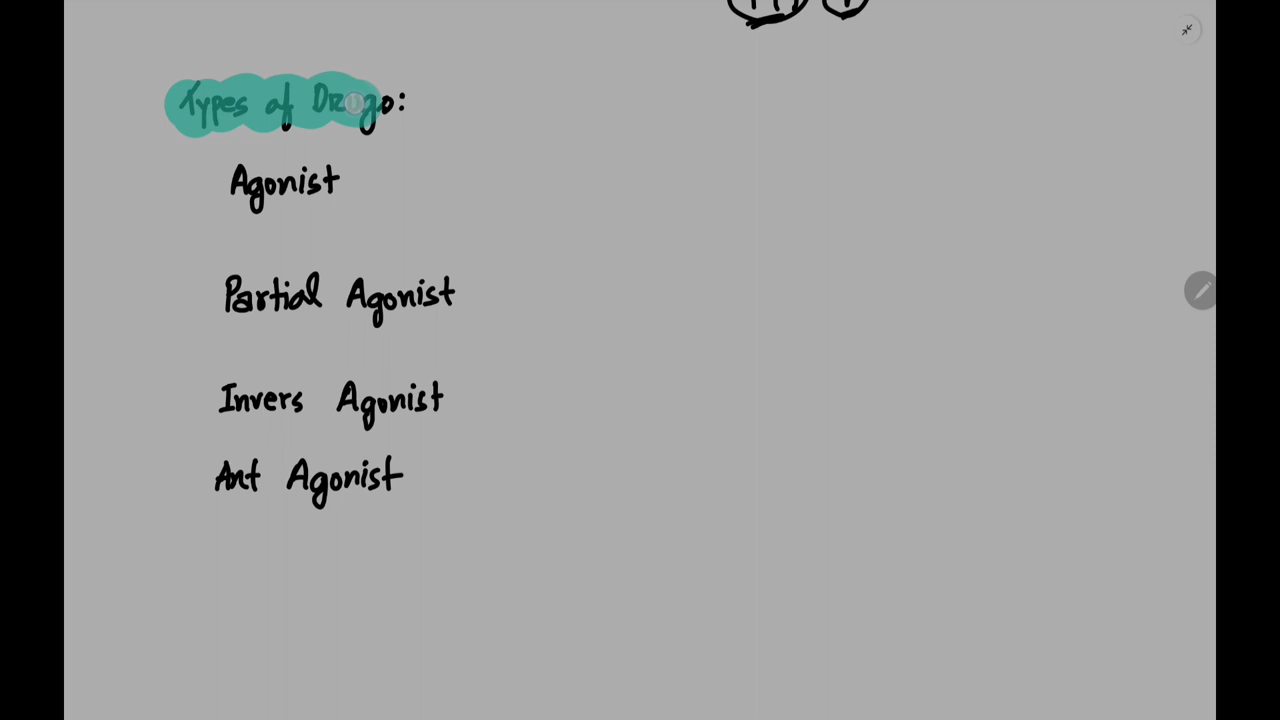 Types of Drugs:
Agonist
Partial Agonist
Invers Agonist
Ant Agonist